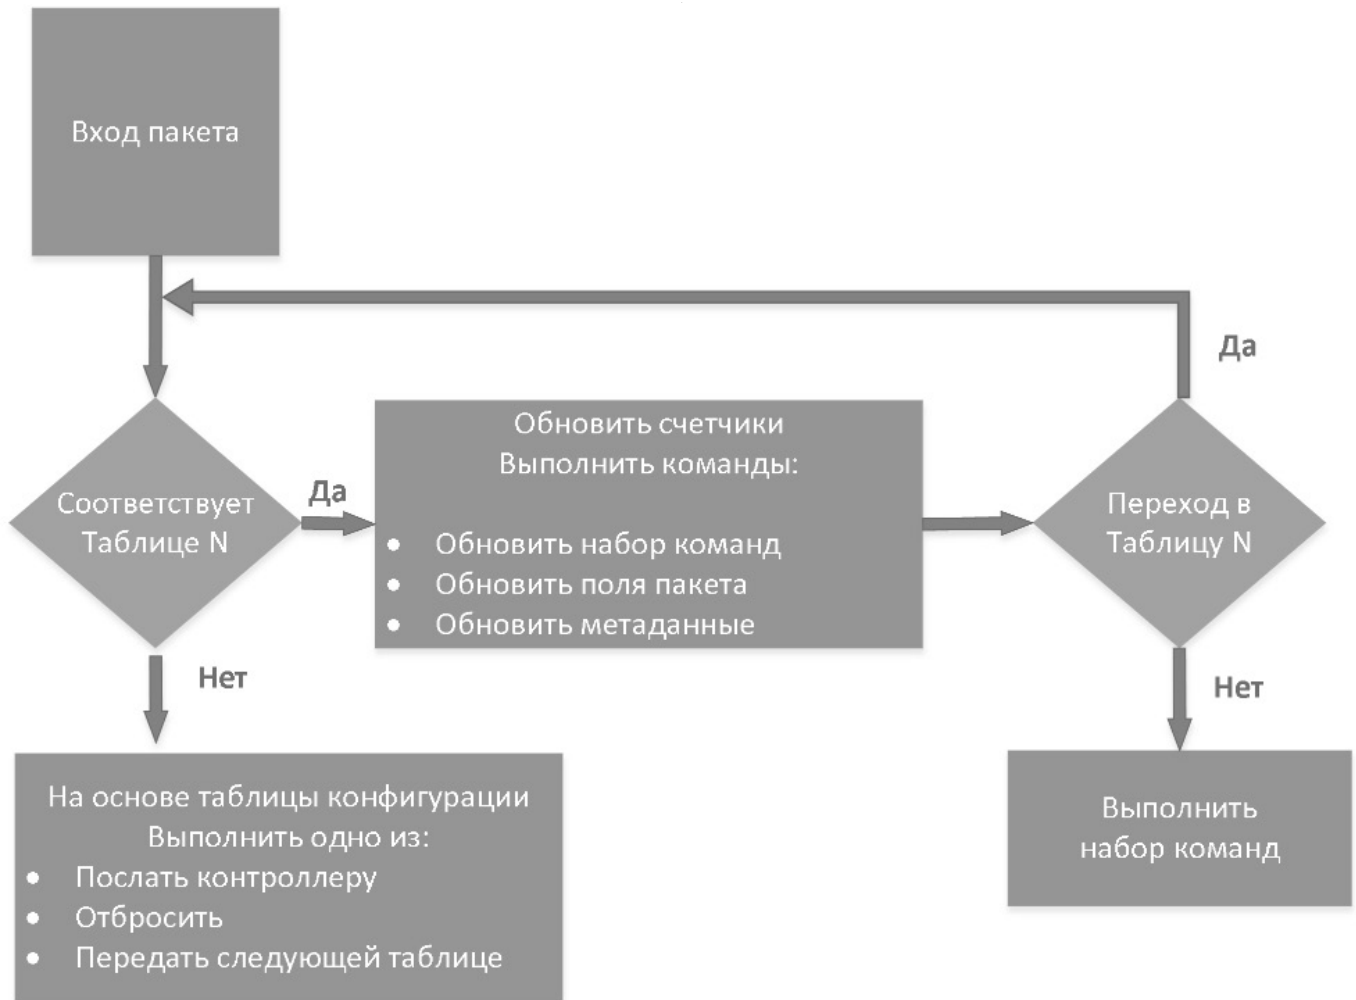 Вход пакета
Да
Соответствует
Таблице N
Да
Обновить счетчики
Выполнить команды:
• Обновить набор команд
• Обновить поля пакета
• Обновить метаданные
Переход в
Таблицу N
Нет
Нет
На основе таблицы конфигурации
Выполнить одно из:
• Послать контроллеру
• Отбросить
• Передать следующей таблице
Выполнить
набор команд